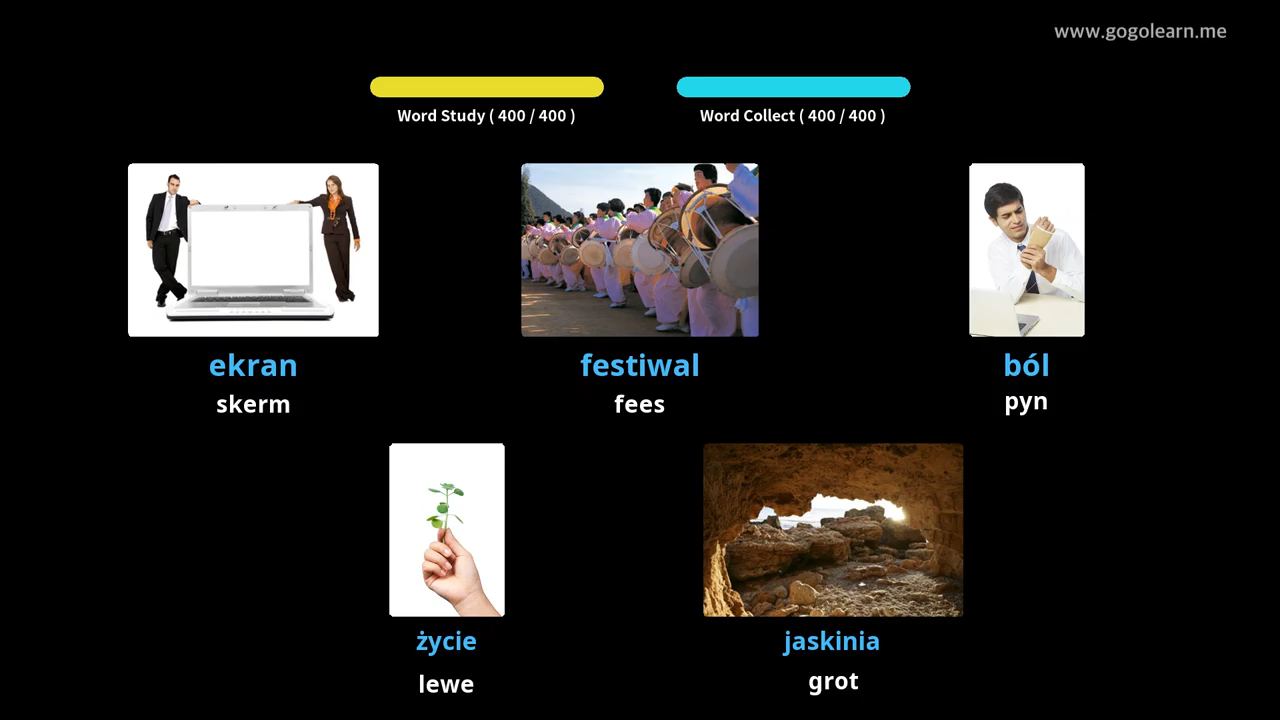 www.gogolearn.me
Word Study ( 400 / 400 )
Word Collect ( 400 / 400 )
ekran
skerm
festiwal
fees
ból
pyn
życie
lewe
jaskinia
grot